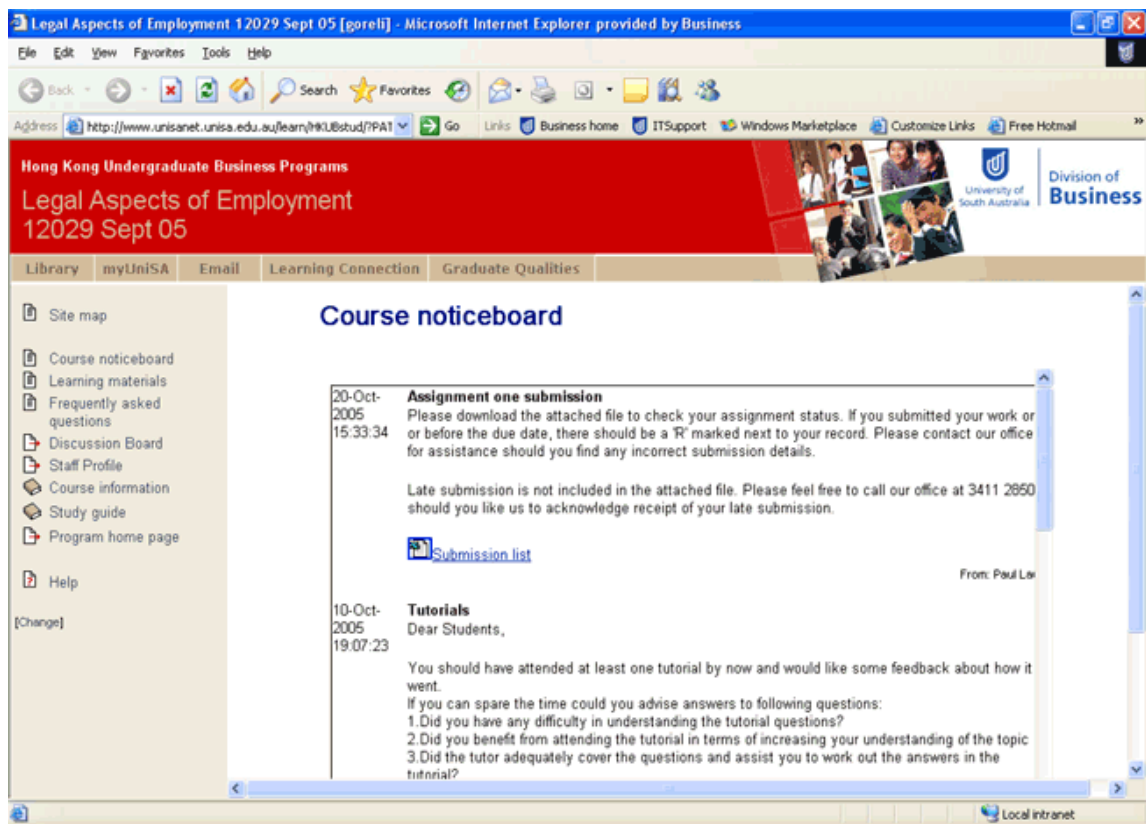 Legal Aspects of Employment 12029 Sept 05 [goreli] - Microsoft Internet Explorer provided by Business
File Edit View Favorites Tools Help
Back Search Favorites
Address http://www.unisanet.unisa.edu.au/learn/HKUBstud/?PAT Go Links Business home ITSupport Windows Marketplace Customize Links Free Hotmail »
Hong Kong Undergraduate Business Programs
Legal Aspects of Employment
12029 Sept 05
University of
South Australia
Division of
Business
Library myUniSA Email Learning Connection Graduate Qualities
Site map
Course noticeboard
Learning materials
Frequently asked
questions
Discussion Board
Staff Profile
Course information
Study guide
Program home page
Help
[Change]
Course noticeboard
20-Oct-
2005
15:33:34
Assignment one submission
Please download the attached file to check your assignment status. If you submitted your work or
or before the due date, there should be a 'R' marked next to your record. Please contact our office
for assistance should you find any incorrect submission details.
Late submission is not included in the attached file. Please feel free to call our office at 3411 2850
should you like us to acknowledge receipt of your late submission.
Submission list
From: Paul
10-Oct-
2005
19:07:23
Tutorials
Dear Students,
You should have attended at least one tutorial by now and would like some feedback about how it
went.
If you can spare the time could you advise answers to following questions:
1.Did you have any difficulty in understanding the tutorial questions?
2.Did you benefit from attending the tutorial in terms of increasing your understanding of the topic
3.Did the tutor adequately cover the questions and assist you to work out the answers in the
tutorial?
Local intranet